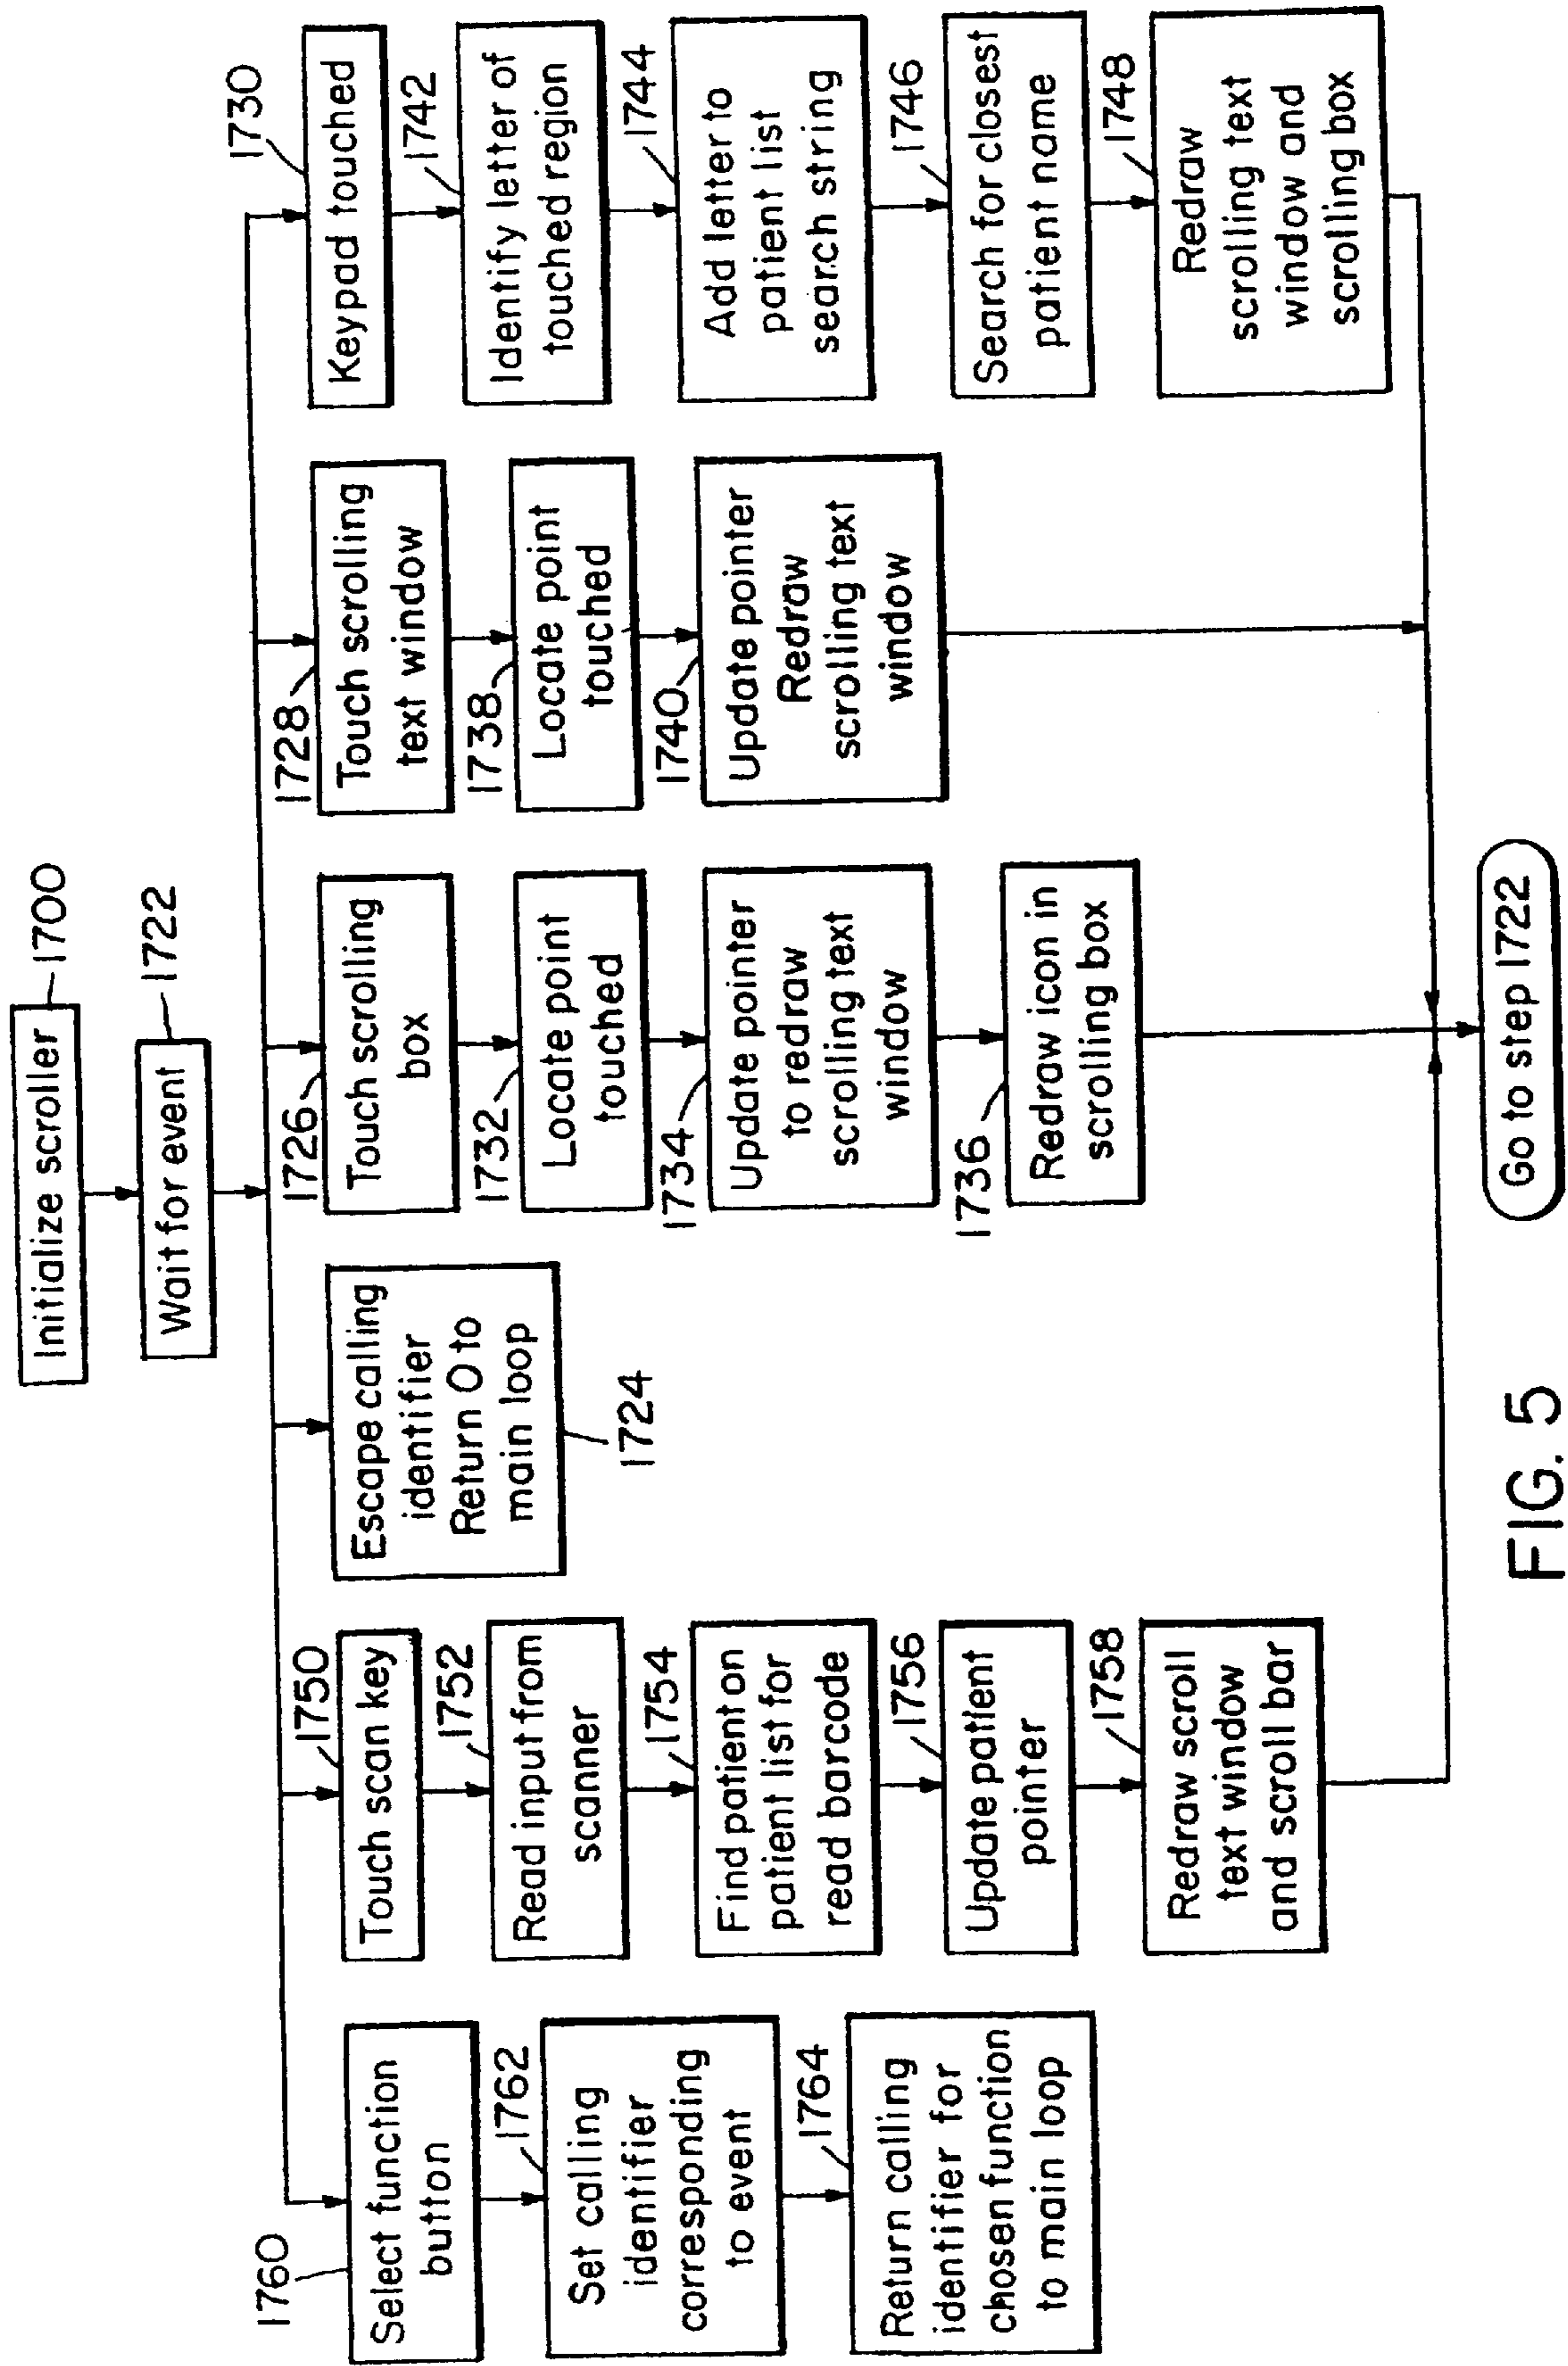 Initialize scroller
1700
Wait for event
1722
1760
Select function
button
1762
Set calling
identifier
corresponding
to event
1764
Return calling
identifier for
chosen function
to main loop
1750
Touch scan key
1752
Read input from
scanner
1754
Find patient on
patient list for
read barcode
1756
Update patient
pointer
1758
Redraw scroll
text window
and scroll bar
Escape calling
identifier
Return 0 to
main loop
1724
1726
Touch scrolling
box
1732
Locate point
touched
1734
Update pointer
to redraw
scrolling text
window
1736
Redraw icon in
scrolling box
1728
Touch scrolling
text window
1738
Locate point
touched
1740
Update pointer
Redraw
scrolling text
window
1730
Keypad touched
1742
Identify letter of
touched region
1744
Add letter to
patient list
search string
1746
Search for closest
patient name
1748
Redraw
scrolling text
window and
scrolling box
Go to step 1722
FIG. 5